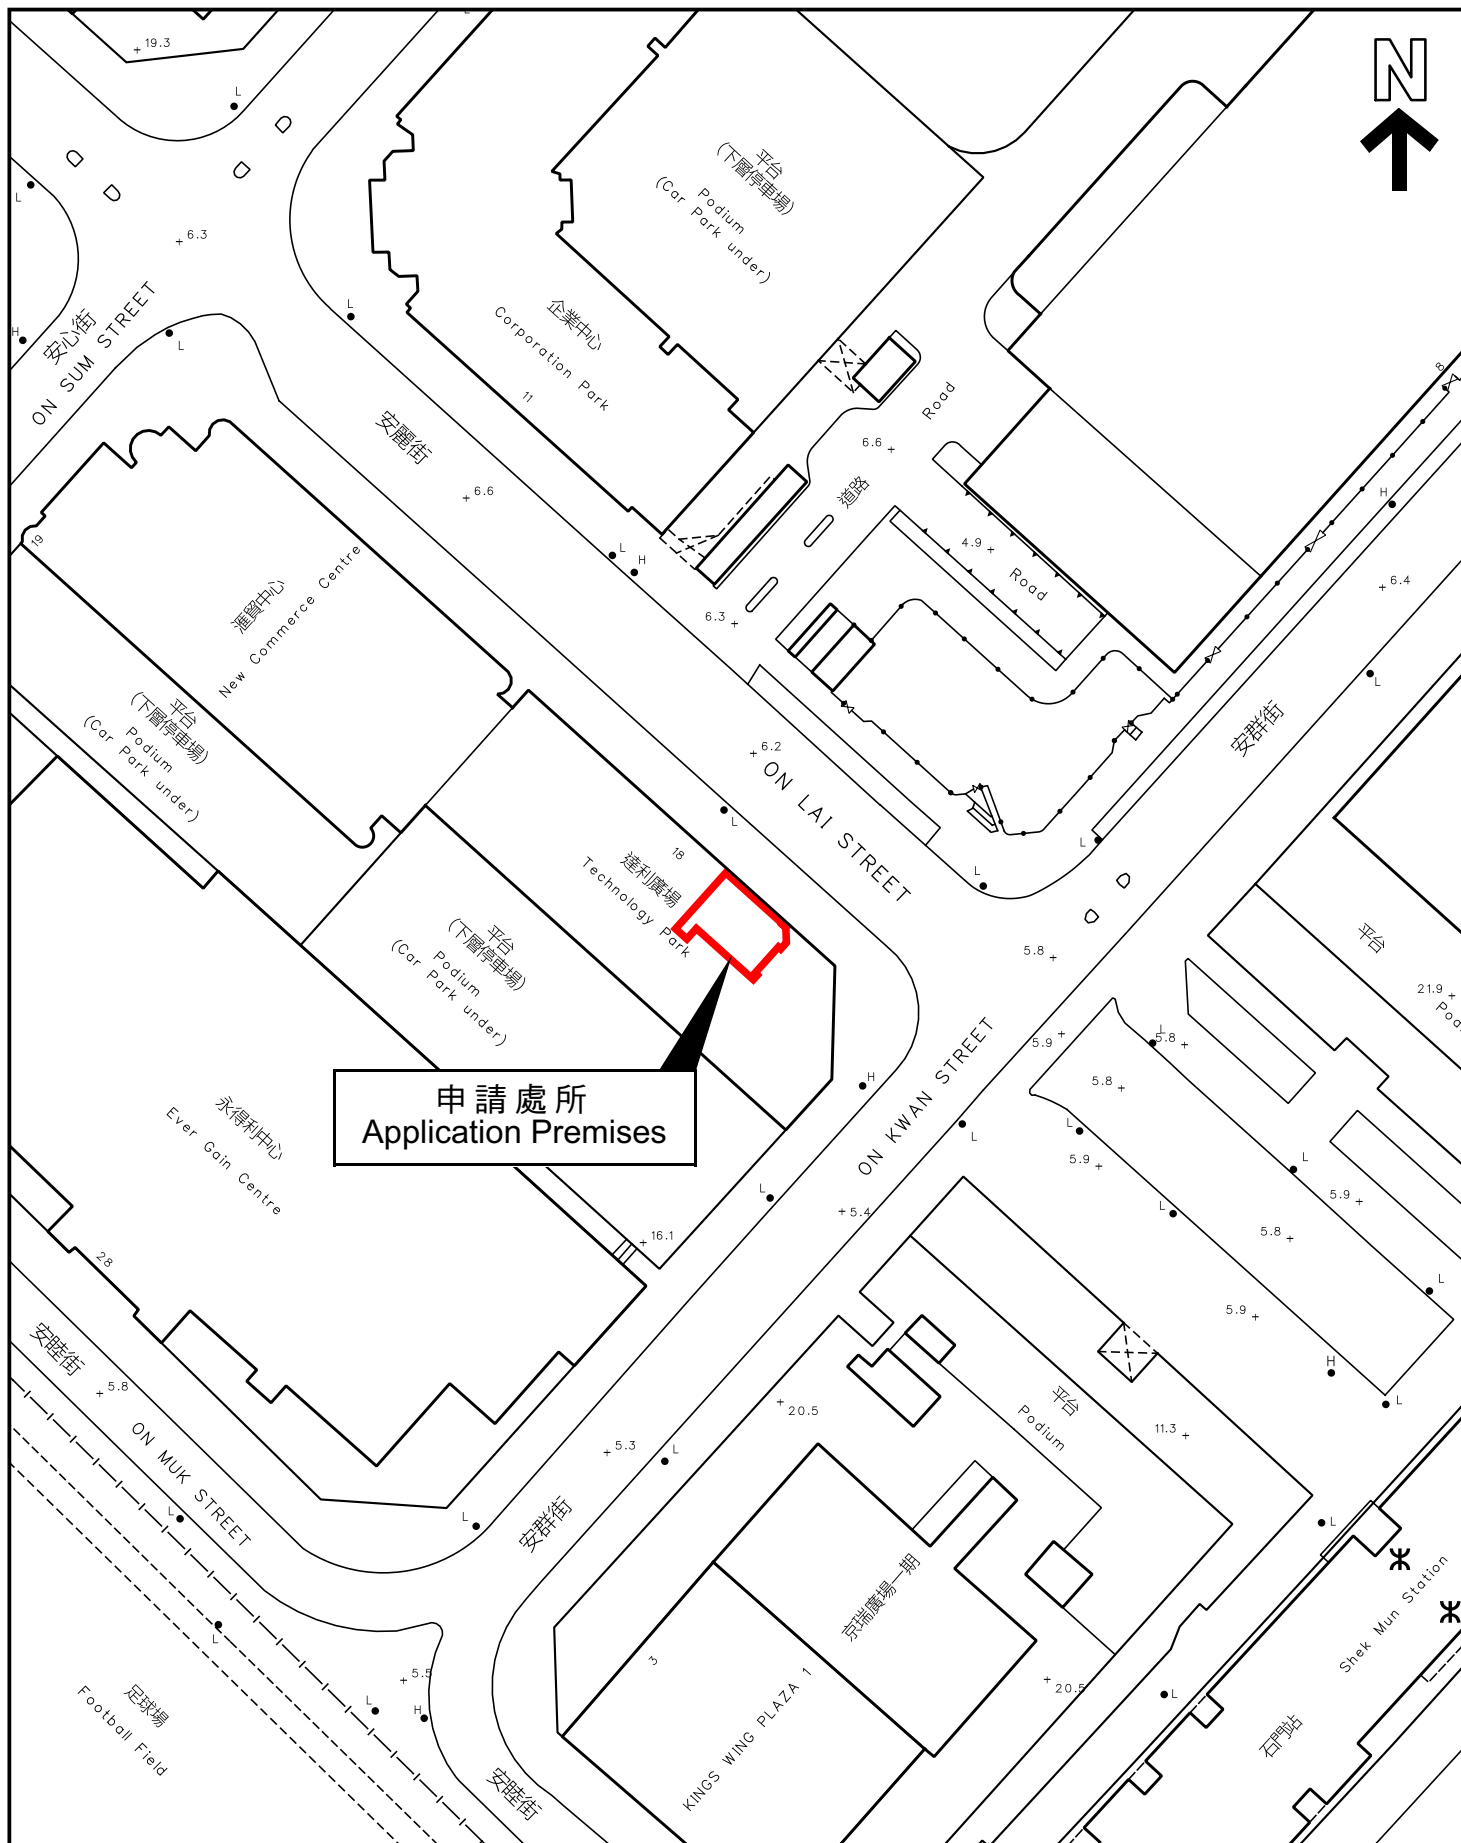 19.3
N
L
平台
(下層停車場)
Podium
(Car Park under)
L
6.3
安心街
ON SUM STREET
H
L
L
企業中心
Corporation Park
11
安麗街
6.6
Road
6.6
道路
8
H
4.9
Road
6.4
19
滙貿中心
New Commerce Centre
L
H
6.3
L
安群街
平台
(下層停車場)
Podium
(Car Park under)
6.2
ON LAI STREET
L
18
達利廣場
Technology Park
L
L
平台
(下層停車場)
Podium
(Car Park under)
5.8
平台
21.9
申請處所
Application Premises
H
ON KWAN STREET
5.9
L
5.8
5.8
永得利中心
Ever Gain Centre
L
L
5.9
L
5.9
L
5.4
L
5.8
16.1
28
L
5.9
安睦街
5.8
ON MUK STREET
20.5
平台
Podium
11.3
H
L
5.3
L
L
L
安群街
L
京瑞廣場一期
KINGS WING PLAZA 1
3
Shek Mun Station
石門站
L
足球場
Football Field
5.5
L
H
20.5
L
安睦街